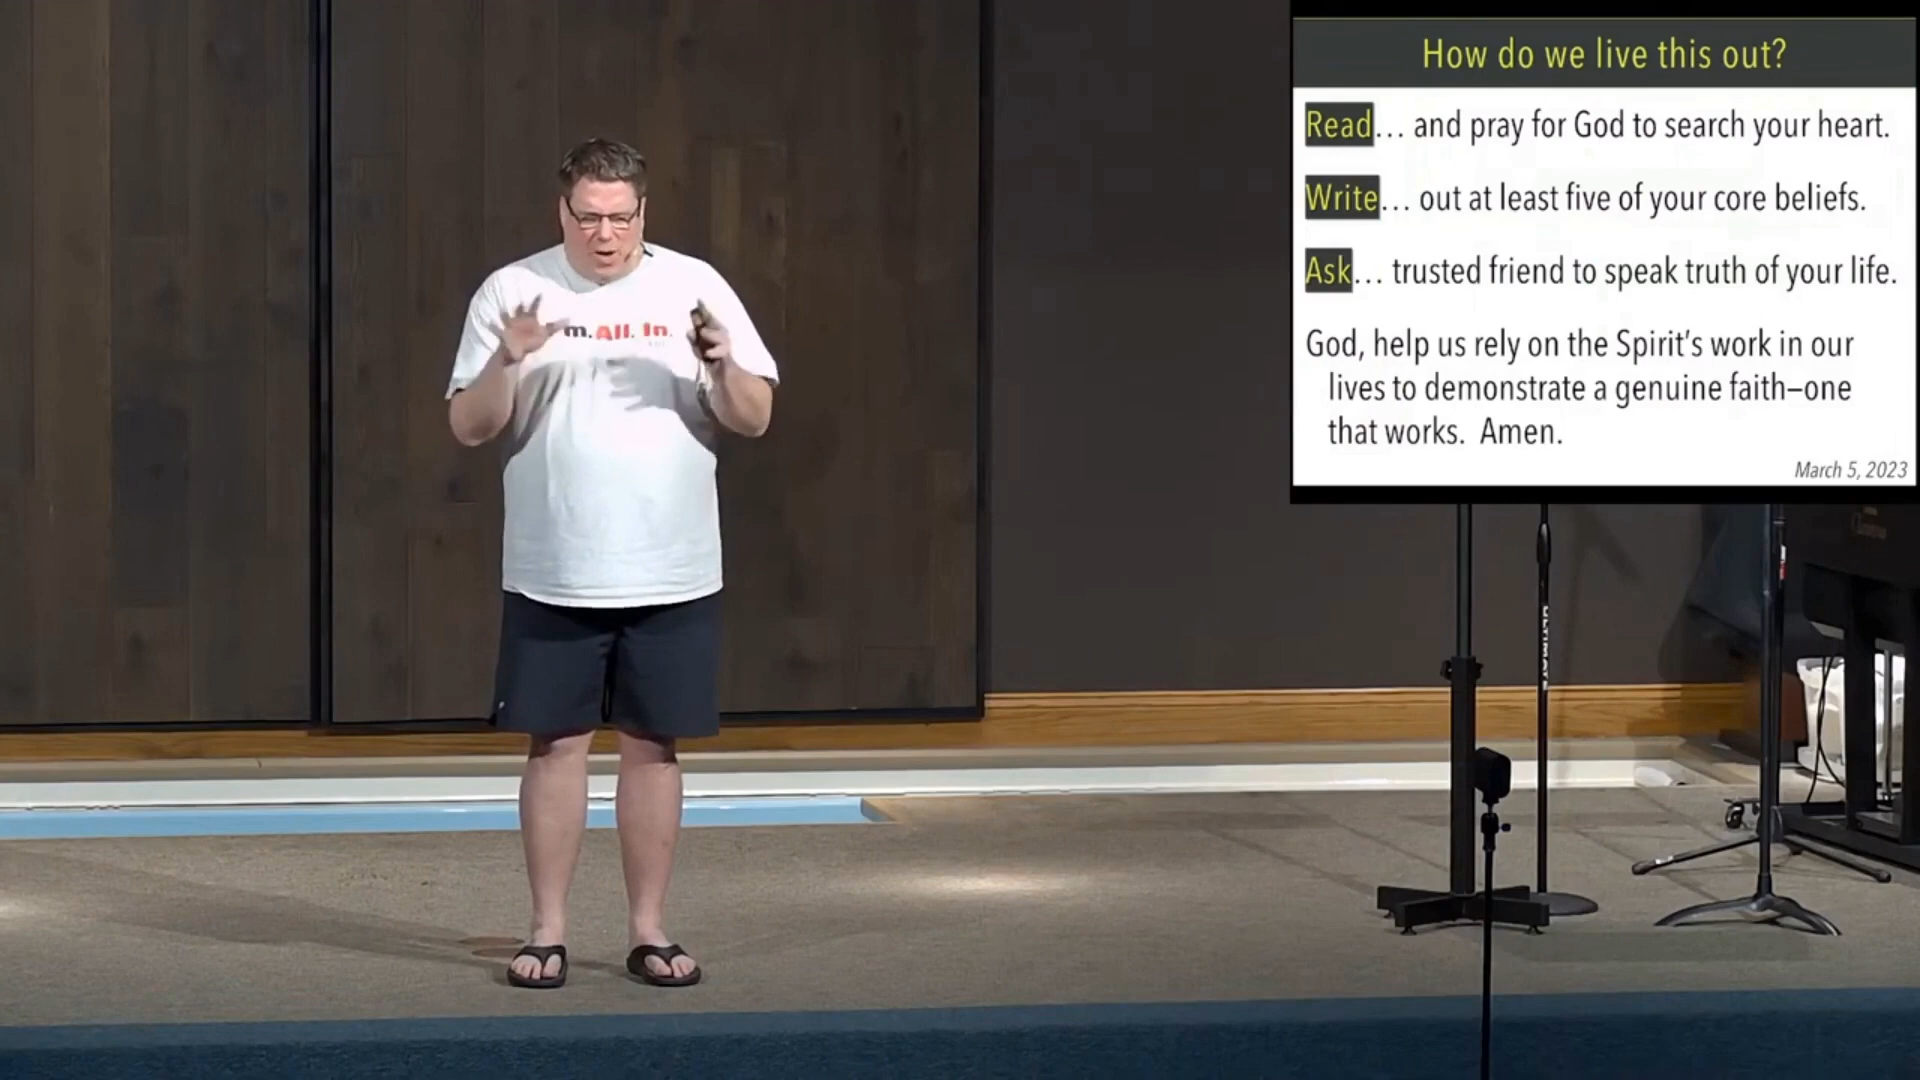 How do we live this out?
Read... and pray for God to search your heart.
Write... out at least five of your core beliefs.
Ask... trusted friend to speak truth of your life.
God, help us rely on the Spirit's work in our
lives to demonstrate a genuine faith–one
that works. Amen.
March 5, 2023
m.All. In.
ULTIMATE